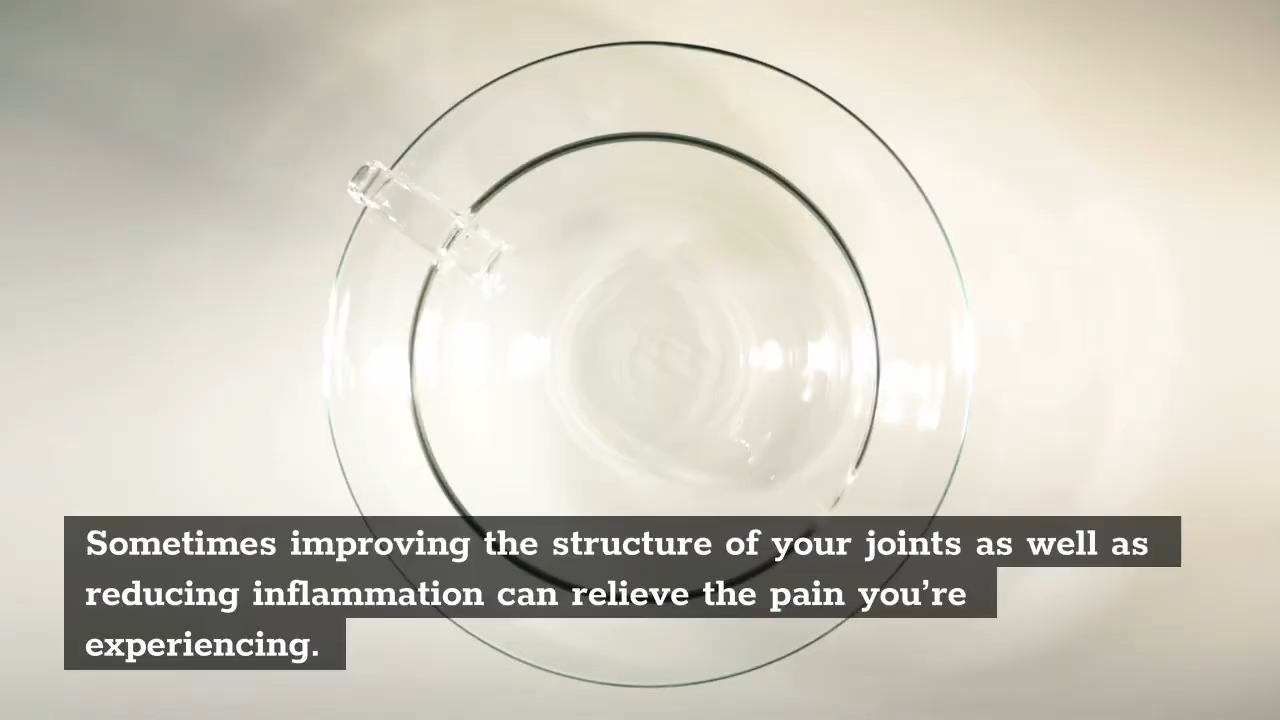 Sometimes improving the structure of your joints as well as
reducing inflammation can relieve the pain you’re
experiencing.